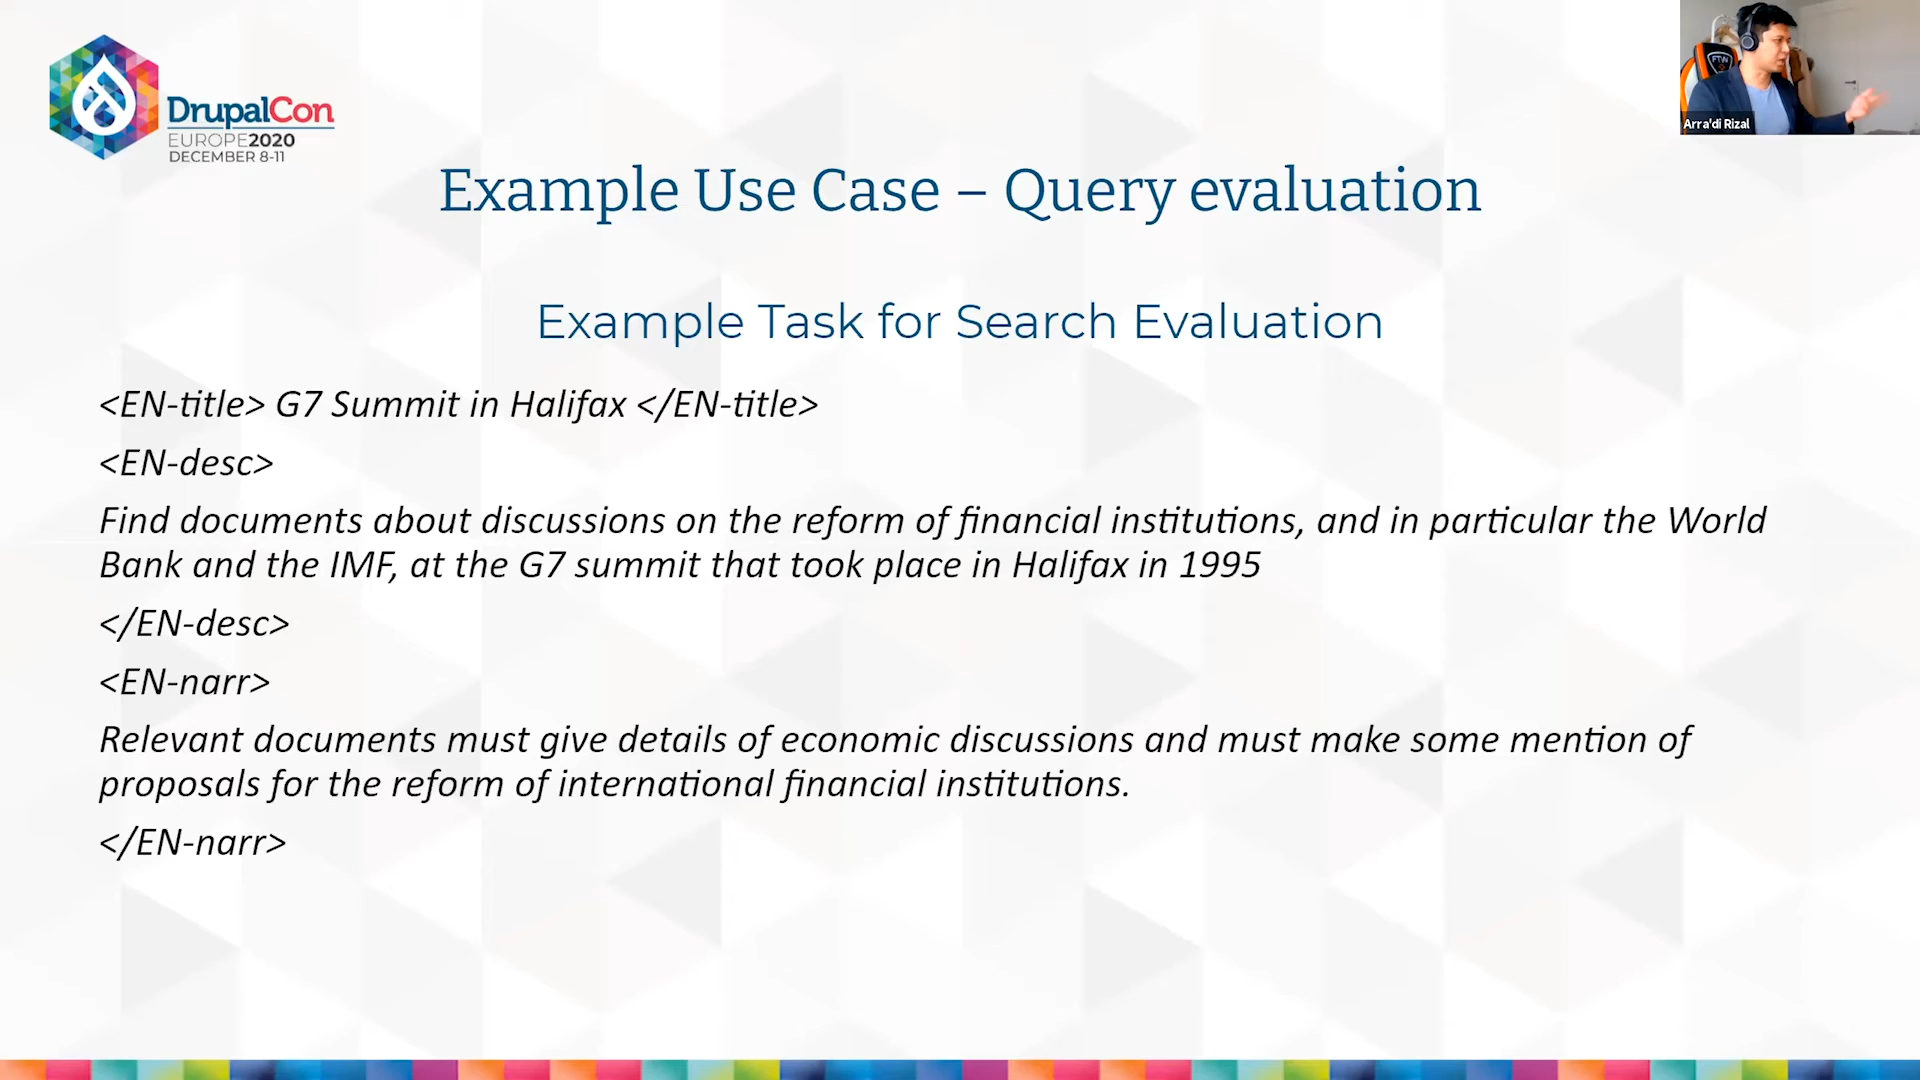 DrupalCon
EUROPE2020
DECEMBER 8-11
FTW
Arra'di Rizal
Example Use Case – Query evaluation
Example Task for Search Evaluation
<EN-title> G7 Summit in Halifax </EN-title>
<EN-desc>
Find documents about discussions on the reform of financial institutions, and in particular the World
Bank and the IMF, at the G7 summit that took place in Halifax in 1995
</EN-desc>
<EN-narr>
Relevant documents must give details of economic discussions and must make some mention of
proposals for the reform of international financial institutions.
</EN-narr>